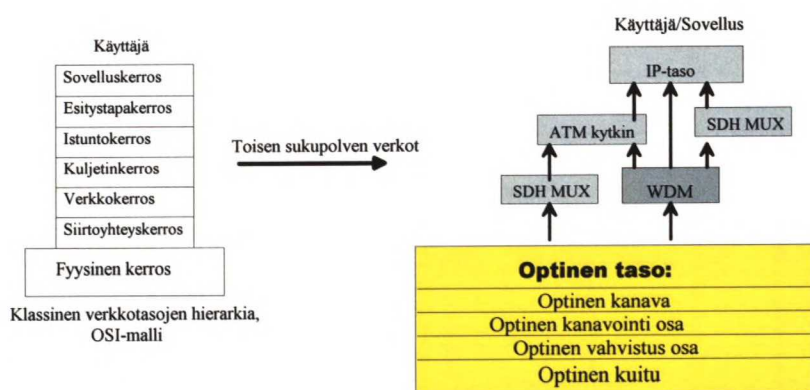 Käyttäjä
Sovelluskerros
Esitystapakerros
Istuntokerros
Kuljetinkerros
Verkkokerros
Siirtoyhteyskerros
Fyysinen kerros
Klassinen verkkotasojen hierarkia,
OSI-malli
Toisen sukupolven verkot
Käyttäjä/Sovellus
IP-taso
ATM kytkin
SDH MUX
SDH MUX
WDM
Optinen taso:
Optinen kanava
Optinen kanavointi osa
Optinen vahvistus osa
Optinen kuitu